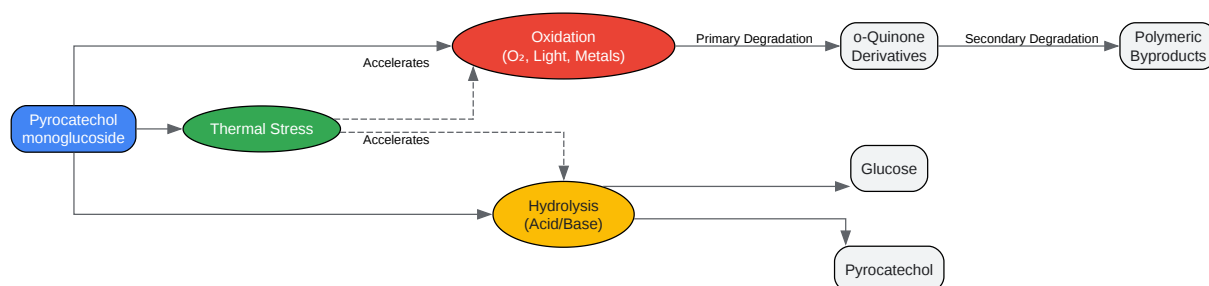 Oxidation
(O₂, Light, Metals)
Primary Degradation
o-Quinone
Derivatives
Secondary Degradation
Polymeric
Byproducts
Accelerates
Pyrocatechol
monoglucoside
Thermal Stress
Accelerates
Glucose
Hydrolysis
(Acid/Base)
Pyrocatechol